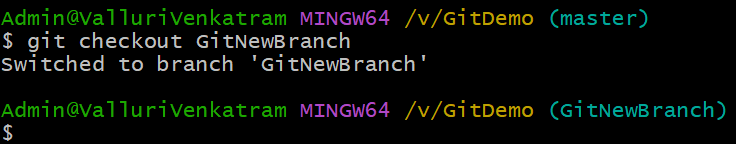 Admin@ValluriVenkatram MINGW64 /v/GitDemo (master)
$ git checkout GitNewBranch
Switched to branch 'GitNewBranch'
Admin@ValluriVenkatram MINGW64 /v/GitDemo (GitNewBranch)
$